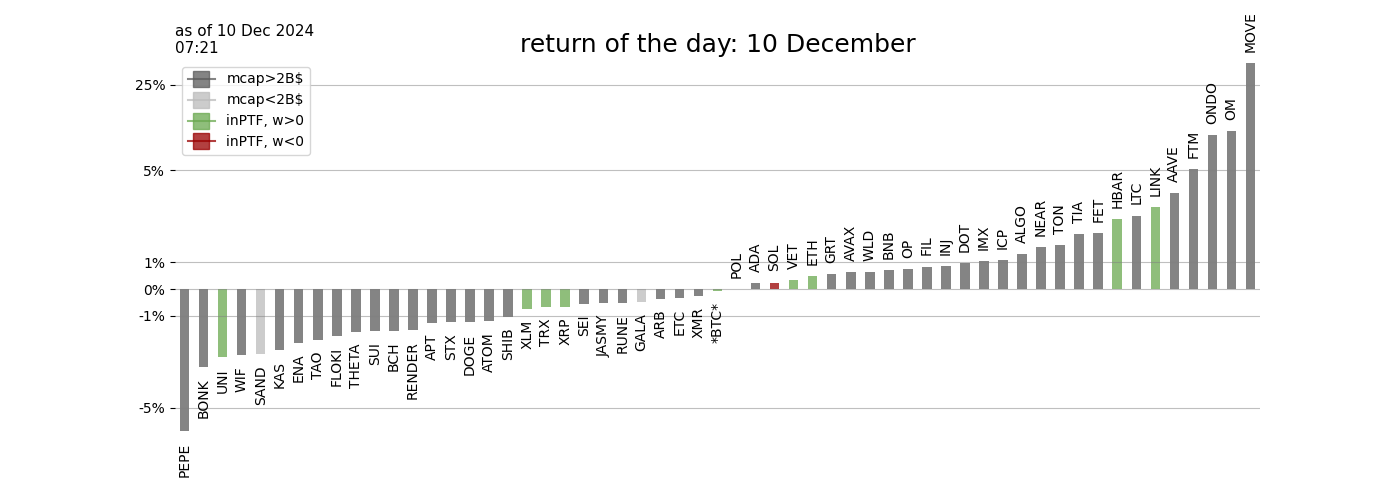 as of 10 Dec 2024
07:21
return of the day: 10 December
mcap>2B$
mcap<2B$
inPTF, w>0
inPTF, w<0
25%
5%
1%
0%
-1%
-5%
PEPE
BONK
UNI
WIF
SAND
KAS
ENA
TAO
FLOKI
THETA
SUI
BCH
RENDER
APT
STX
DOGE
ATOM
SHIB
XLM
TRX
XRP
SEI
JASMY
RUNE
GALA
ARB
ETC
XMR
*BTC*
POL
ADA
SOL
VET
ETH
GRT
AVAX
WLD
BNB
OP
FIL
INJ
DOT
IMX
ICP
ALGO
NEAR
TON
TIA
FET
HBAR
LTC
LINK
AAVE
FTM
ONDO
OM
MOVE